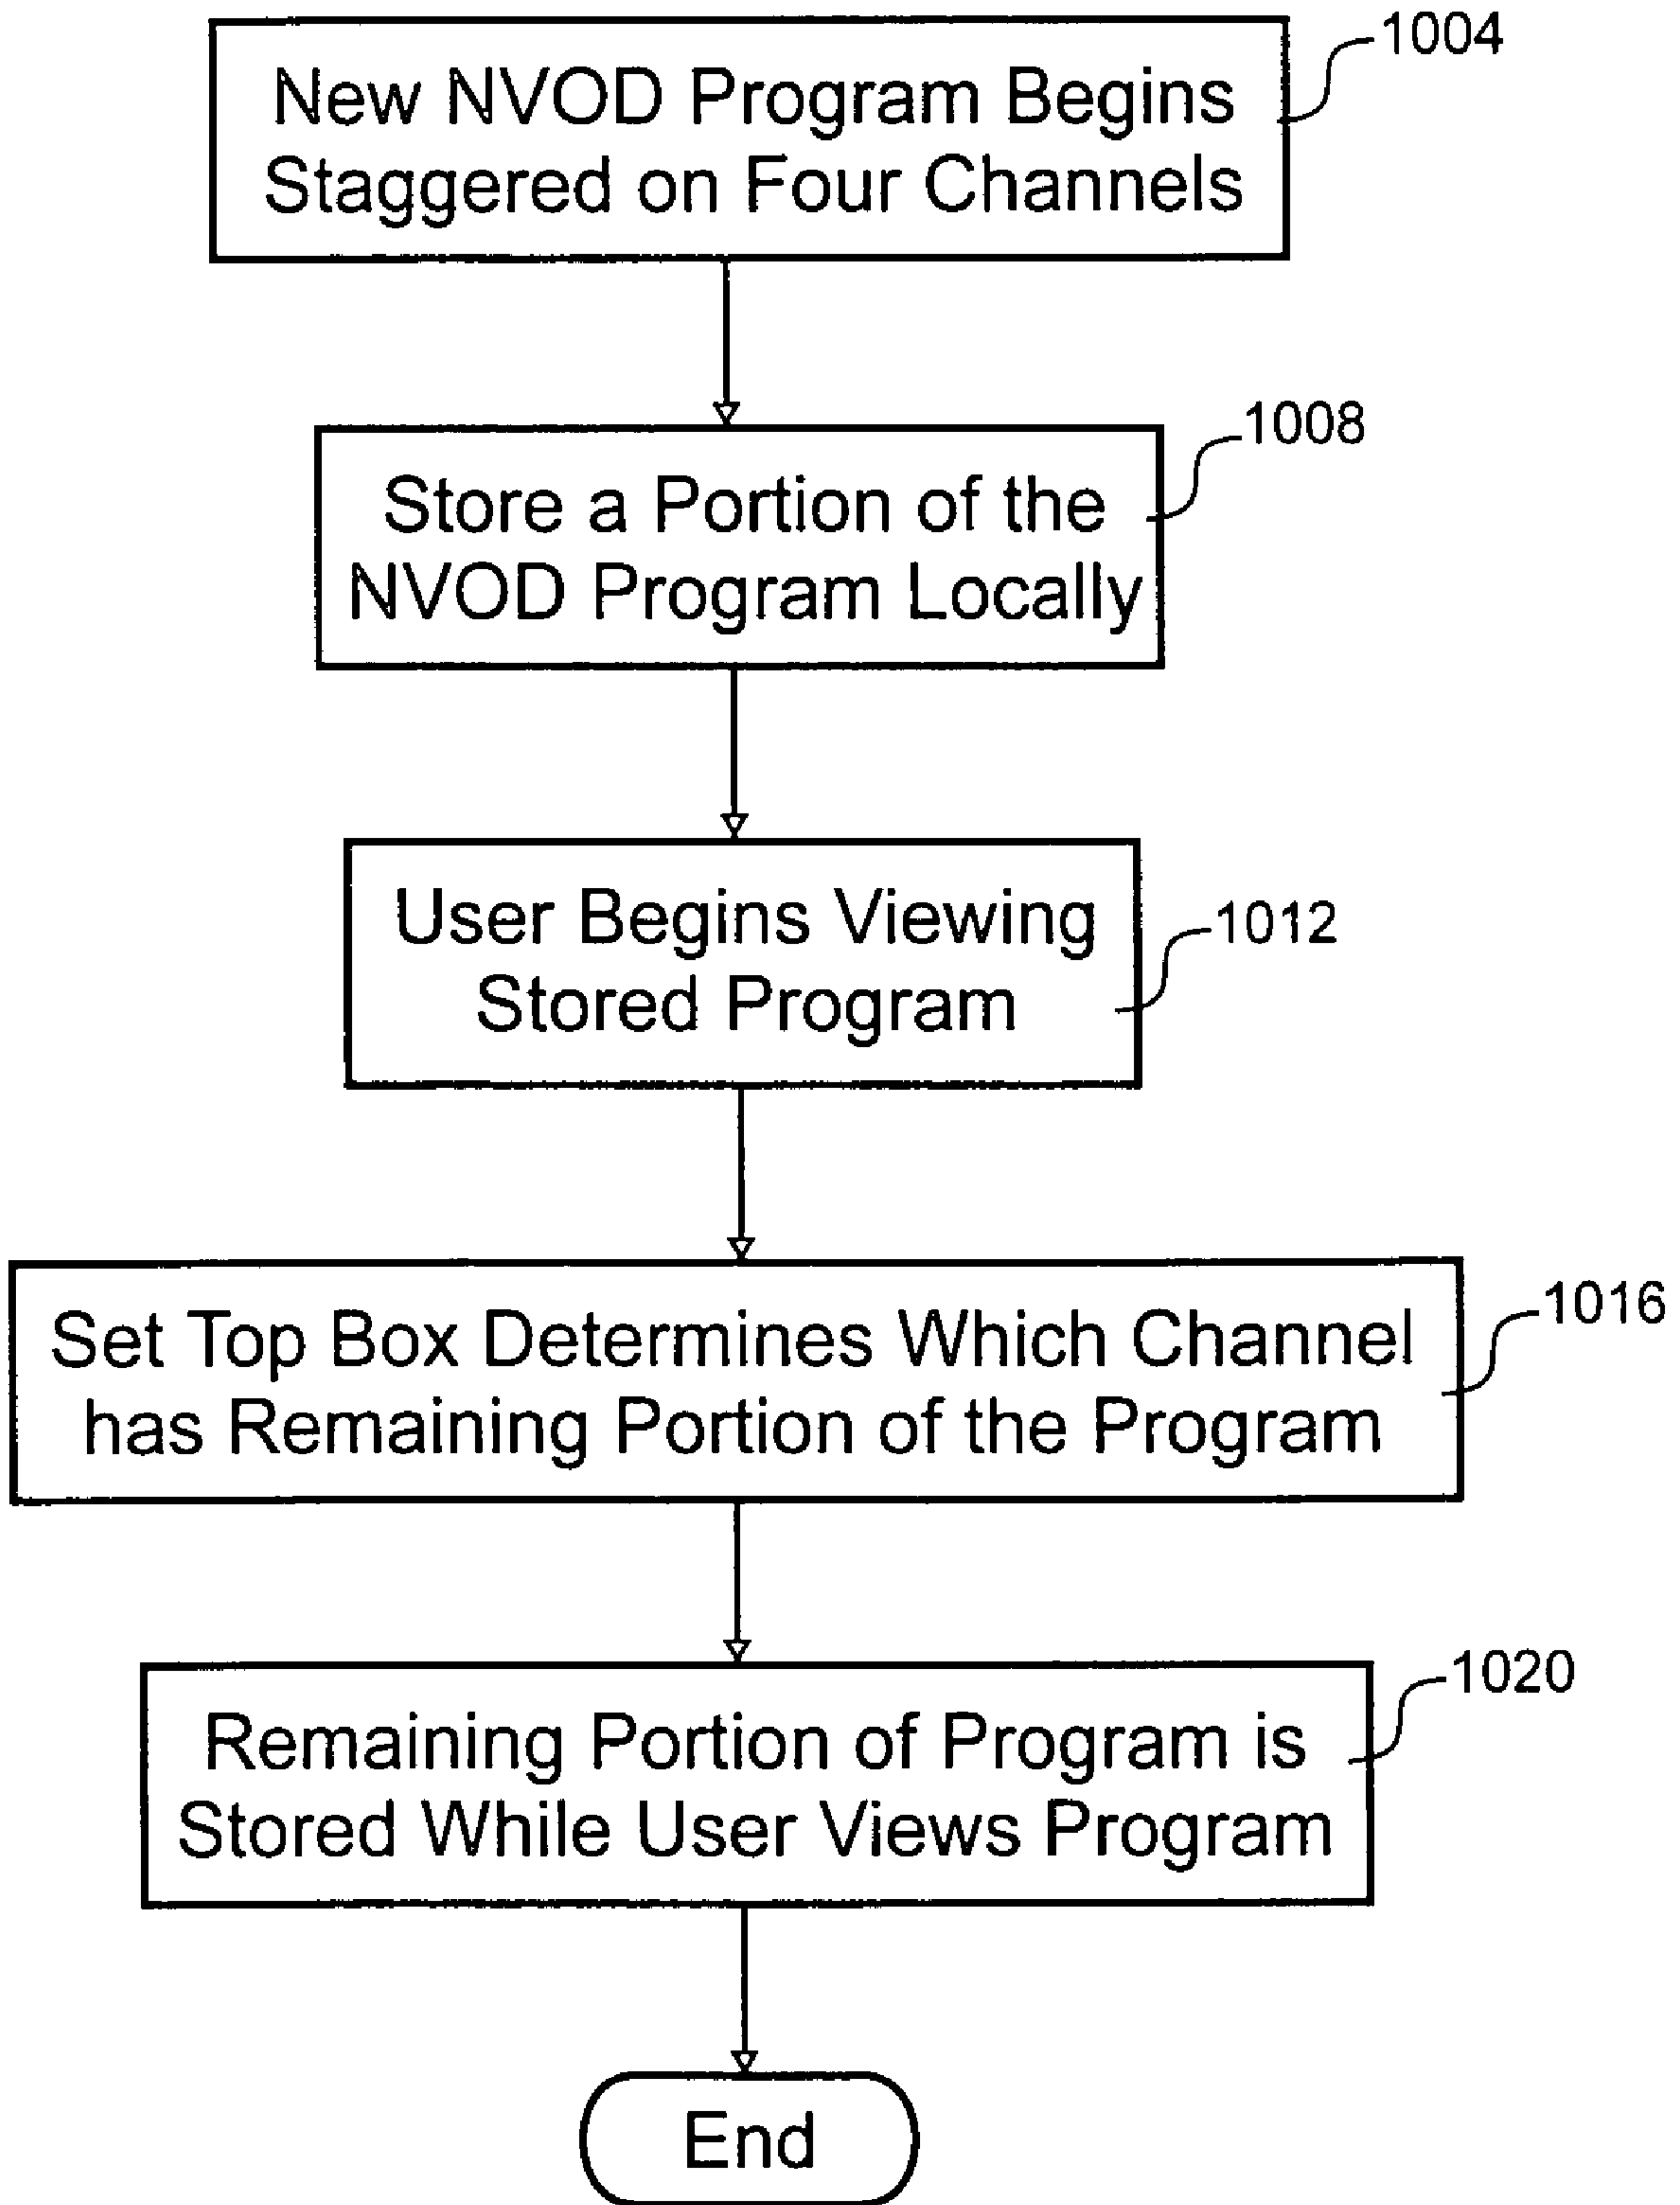 New NVOD Program Begins
Staggered on Four Channels
1004
Store a Portion of the
NVOD Program Locally
1008
User Begins Viewing
Stored Program
1012
Set Top Box Determines Which Channel
has Remaining Portion of the Program
1016
Remaining Portion of Program is
Stored While User Views Program
1020
End